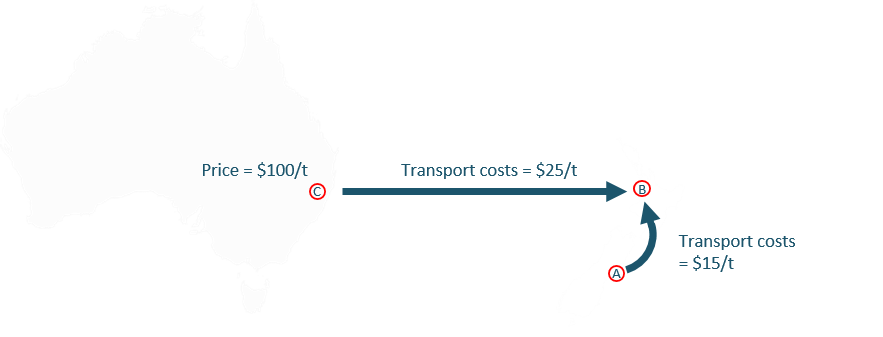 Price = $100/t
Transport costs = $25/t
C
B
Transport costs
= $15/t
A